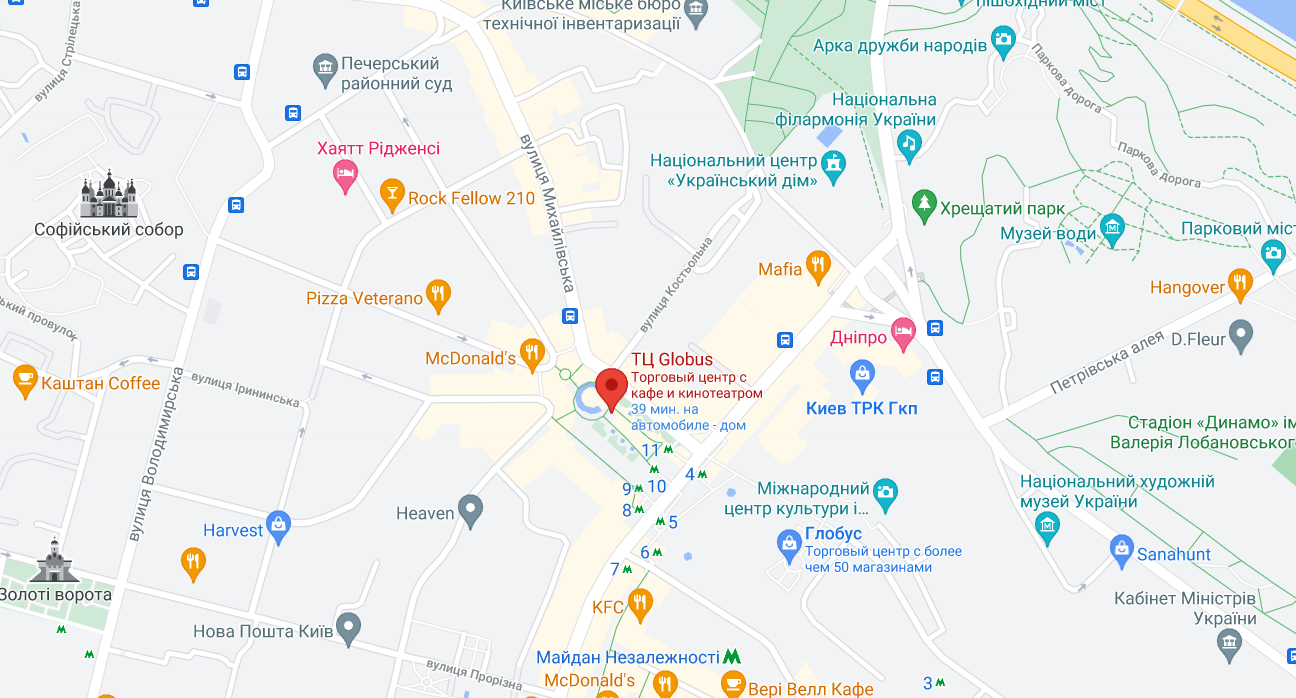 Київське міське бюро
технічної інвентаризації
пішохідний міст
вулиця Стрілецька
Арка дружби народів
Печерський
районний суд
Паркова дорога
Національна
філармонія України
Хаятт Рідженсі
вулиця Михайлівська
Національний центр
«Український дім»
Паркова дорога
Rock Fellow 210
Софійський собор
Хрещатий парк
Музей води
Парковий міст
вулиця Костьольна
Mafia
Hangover
Pizza Veterano
ький провулок
Дніпро
D.Fleur
McDonald's
ТЦ Globus
Торговый центр с
кафе и кинотеатром
39 мин. на
автомобиле - дом
Петрівська алея
Каштан Coffee
вулиця Ірининська
Киев ТРК Гкп
вулиця Володимирська
Стадіон «Динамо» ім
Валерія Лобановського
11
4
9
10
8
5
Міжнародний
центр культури і...
Національний художній
музей України
Heaven
Harvest
Глобус
Торговый центр с более
чем 50 магазинами
Sanahunt
6
7
Золоті ворота
KFC
Кабінет Міністрів
України
Нова Пошта Київ
Майдан Незалежності
вулиця Прорізна
McDonald's
Вері Велл Кафе
3